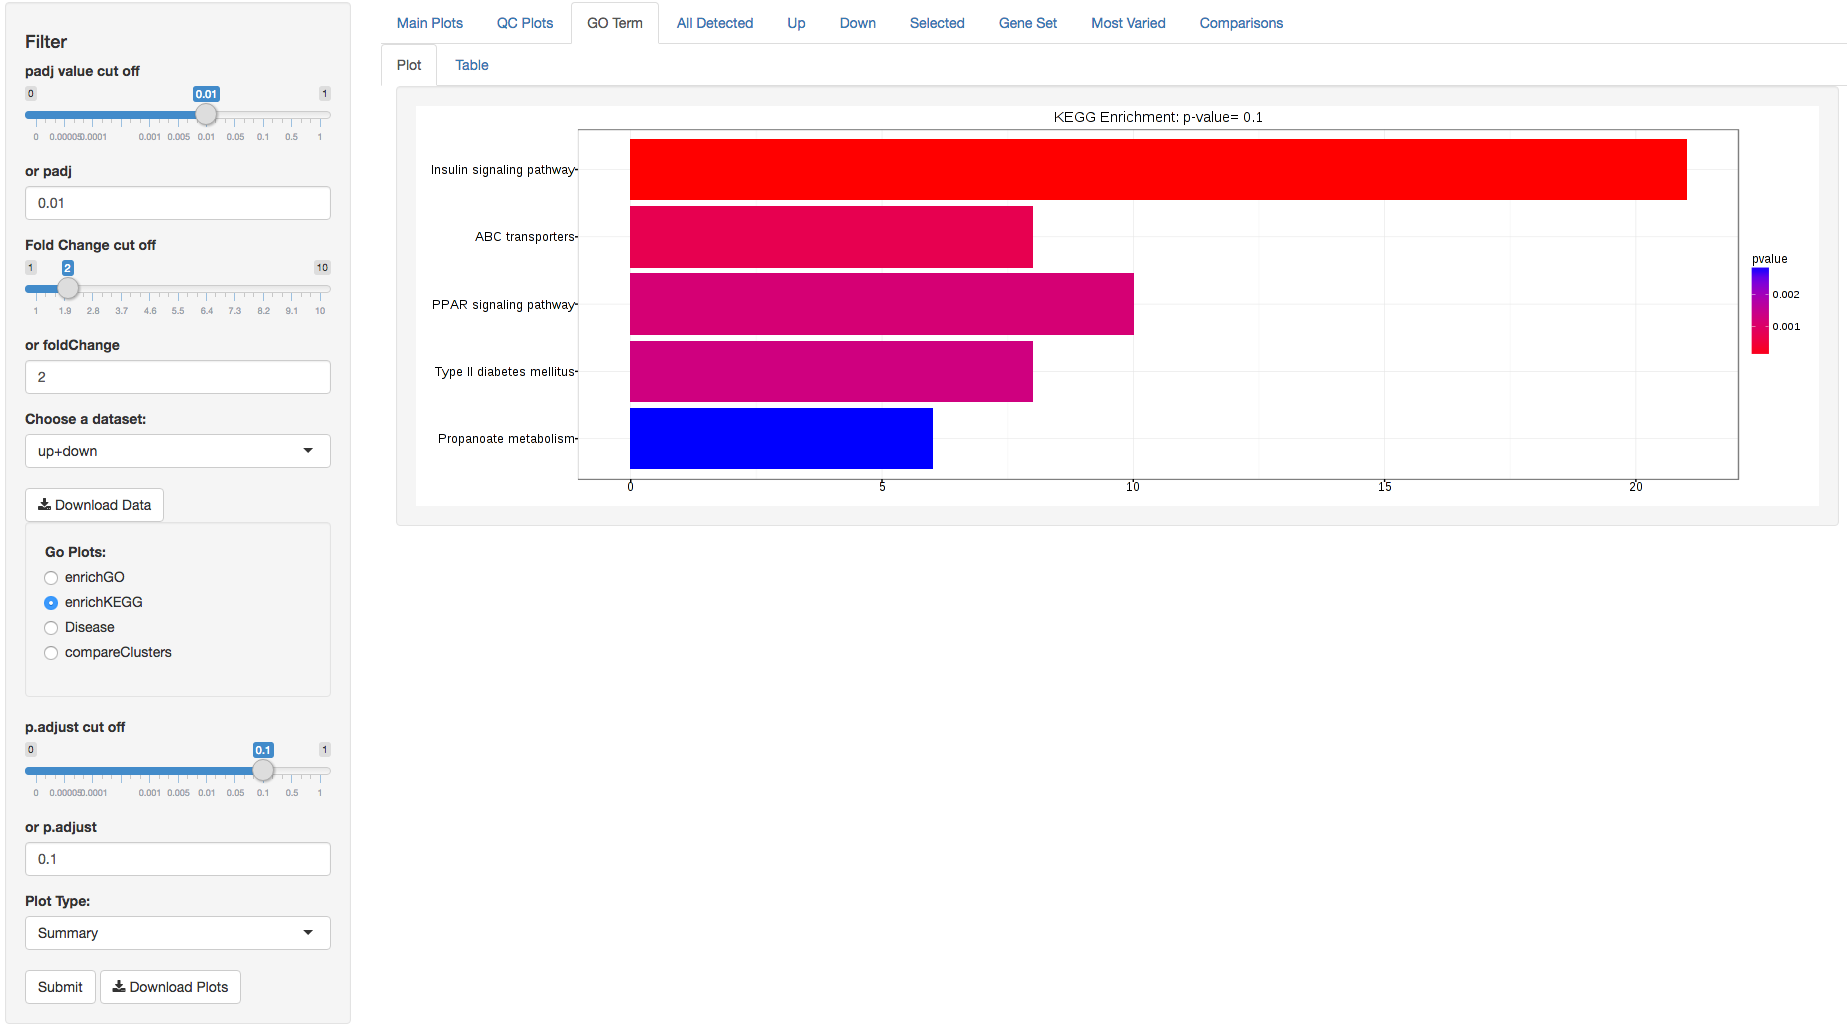 Main Plots QC Plots GO Term All Detected Up Down Selected Gene Set Most Varied Comparisons
Plot Table
Filter
padj value cut off
0 0.01 1
0 0.00005 0.0001 0.001 0.005 0.01 0.05 0.1 0.5 1
or padj
0.01
Fold Change cut off
1 2 10
1 1.9 2.8 3.7 4.6 5.5 6.4 7.3 8.2 9.1 10
or foldChange
2
Choose a dataset:
up+down
Download Data
Go Plots:
enrichGO
enrichKEGG
Disease
compareClusters
p.adjust cut off
0 0.1 1
0 0.00005 0.0001 0.001 0.005 0.01 0.05 0.1 0.5 1
or p.adjust
0.1
Plot Type:
Summary
Submit Download Plots
KEGG Enrichment: p-value= 0.1
Insulin signaling pathway
ABC transporters
PPAR signaling pathway
Type II diabetes mellitus
Propanoate metabolism
0 5 10 15 20
pvalue
0.002
0.001